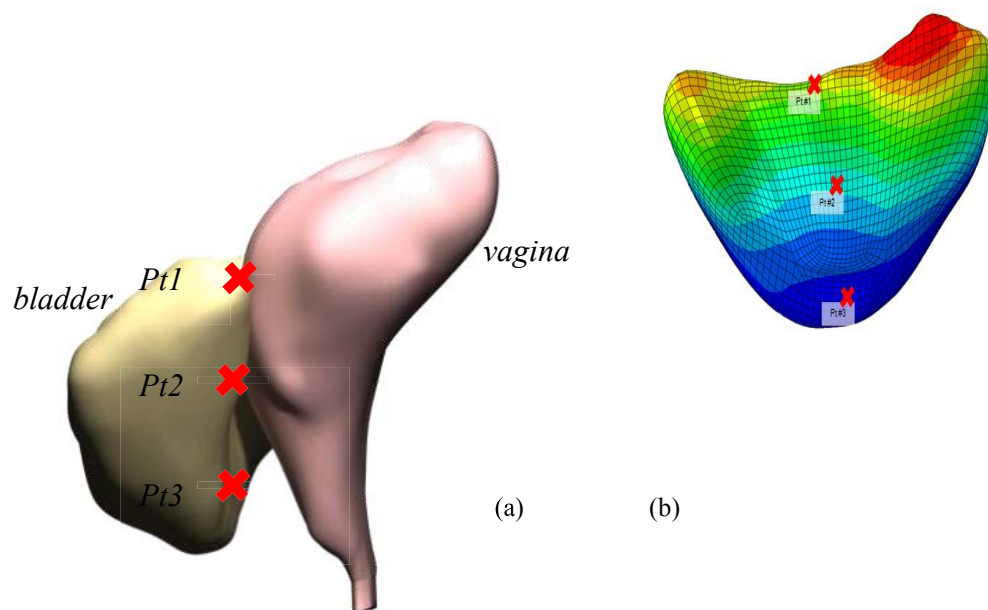 Pt1
bladder
vagina
Pt2
Pt3
(a)
Pt#1
Pt#2
Pt#3
(b)